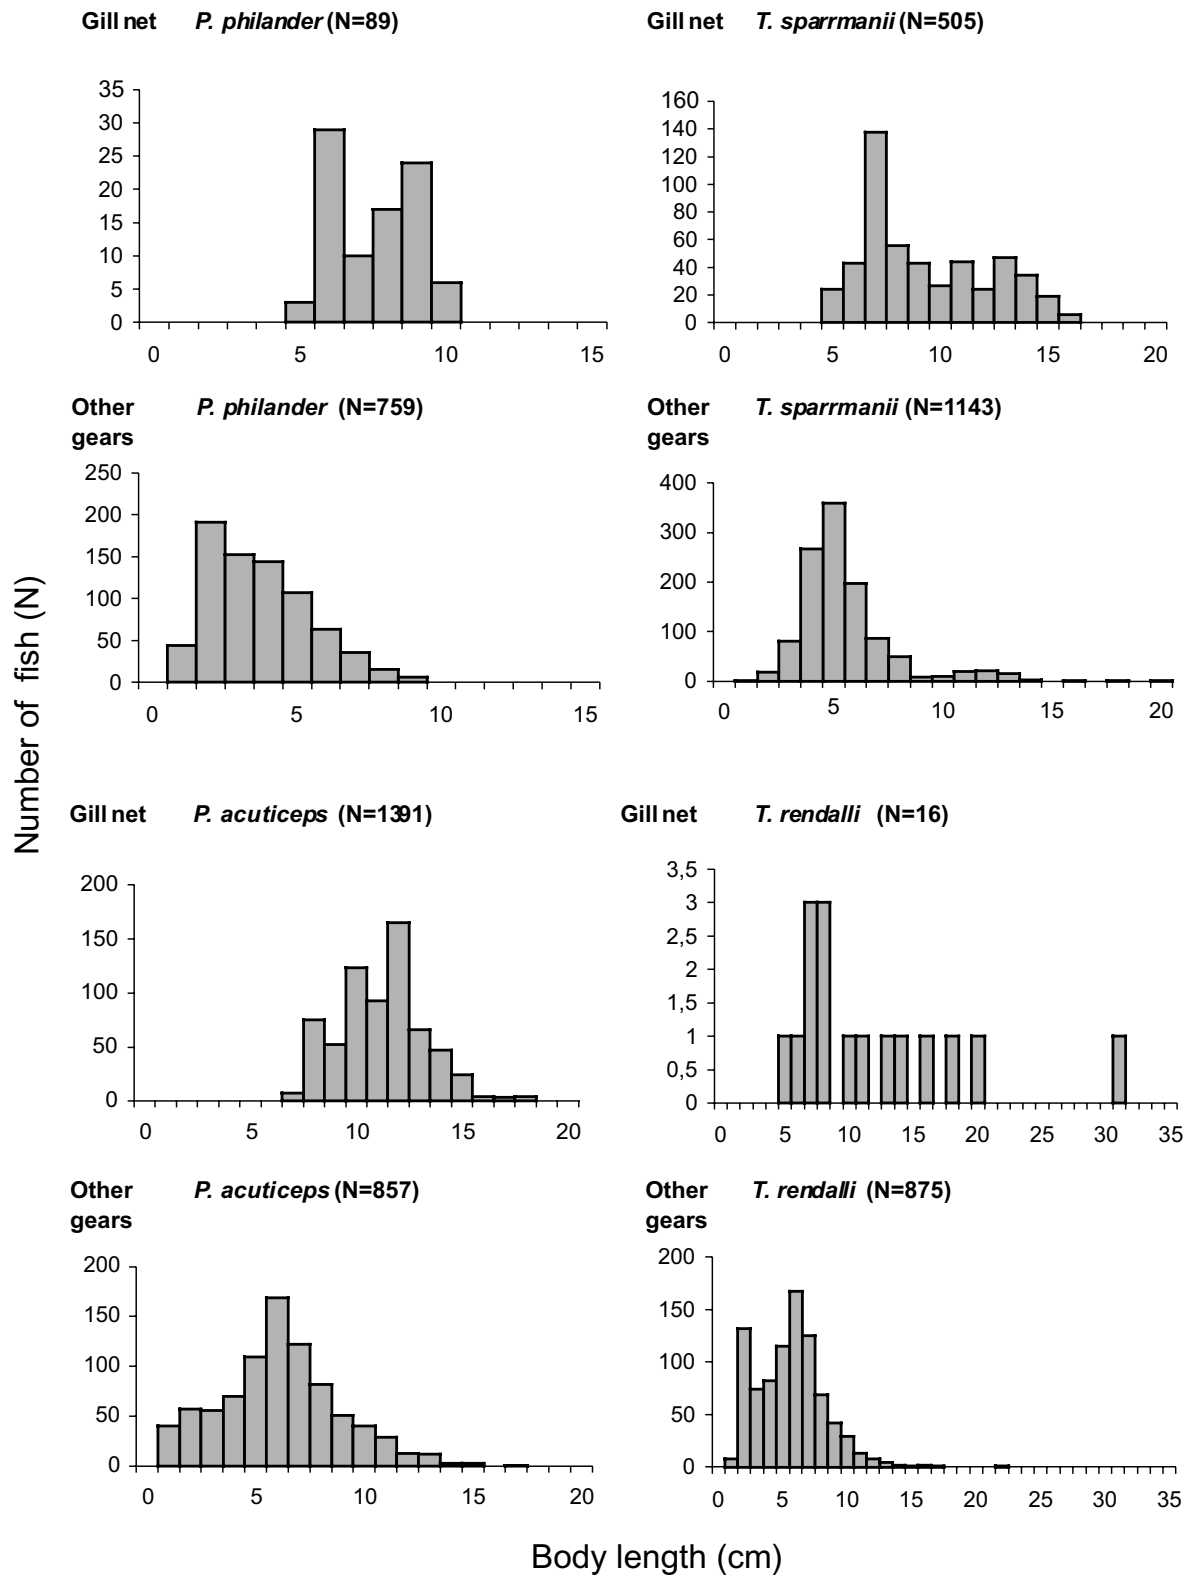 Gill net P. philander (N=89)
35
30
25
20
15
10
5
0
0 5 10 15
Gill net T. sparrmanii (N=505)
160
140
120
100
80
60
40
20
0
0 5 10 15 20
Other P. philander (N=759)
gears
250
200
150
100
50
0
0 5 10 15
Other T. sparrmanii (N=1143)
gears
400
300
200
100
0
0 5 10 15 20
Number of fish (N)
Gill net P. acuticeps (N=1391)
200
150
100
50
0
0 5 10 15 20
Gill net T. rendalli (N=16)
3,5
3
2,5
2
1,5
1
0,5
0
0 5 10 15 20 25 30 35
Other P. acuticeps (N=857)
gears
200
150
100
50
0
0 5 10 15 20
Other T. rendalli (N=875)
gears
200
150
100
50
0
0 5 10 15 20 25 30 35
Body length (cm)